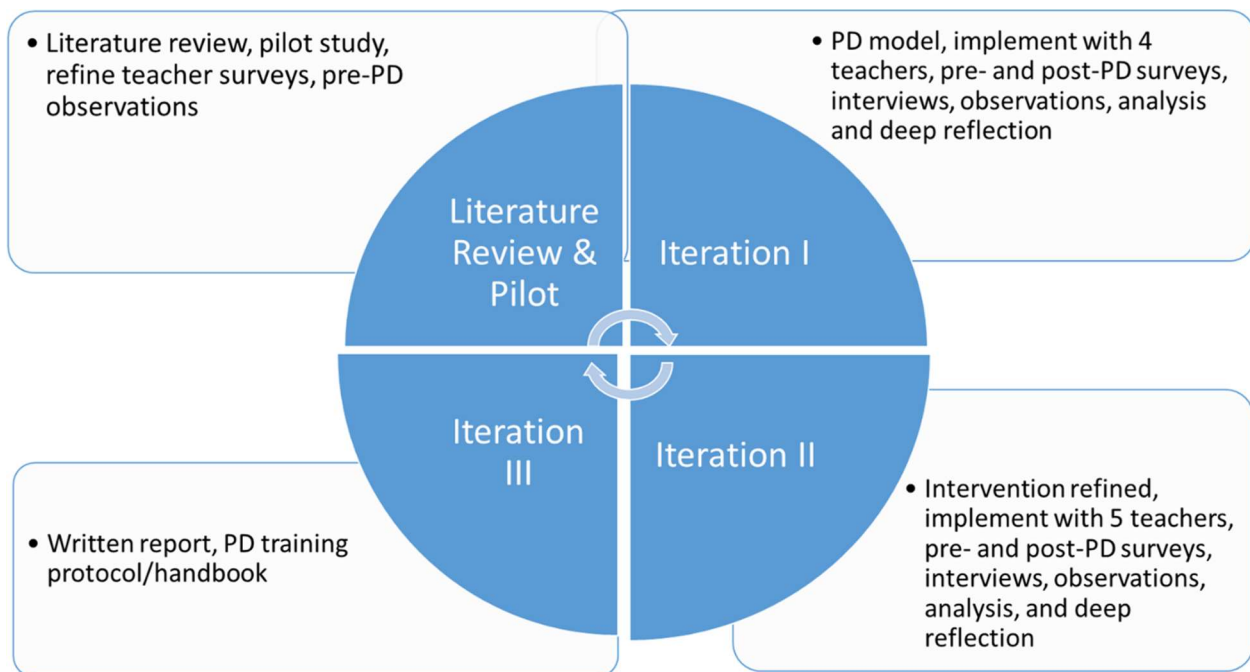 • Literature review, pilot study,
refine teacher surveys, pre-PD
observations
• PD model, implement with 4
teachers, pre- and post-PD surveys,
interviews, observations, analysis
and deep reflection
Literature
Review &
Pilot
Iteration I
Iteration
III
Iteration II
• Written report, PD training
protocol/handbook
• Intervention refined,
implement with 5 teachers,
pre- and post-PD surveys,
interviews, observations,
analysis, and deep
reflection